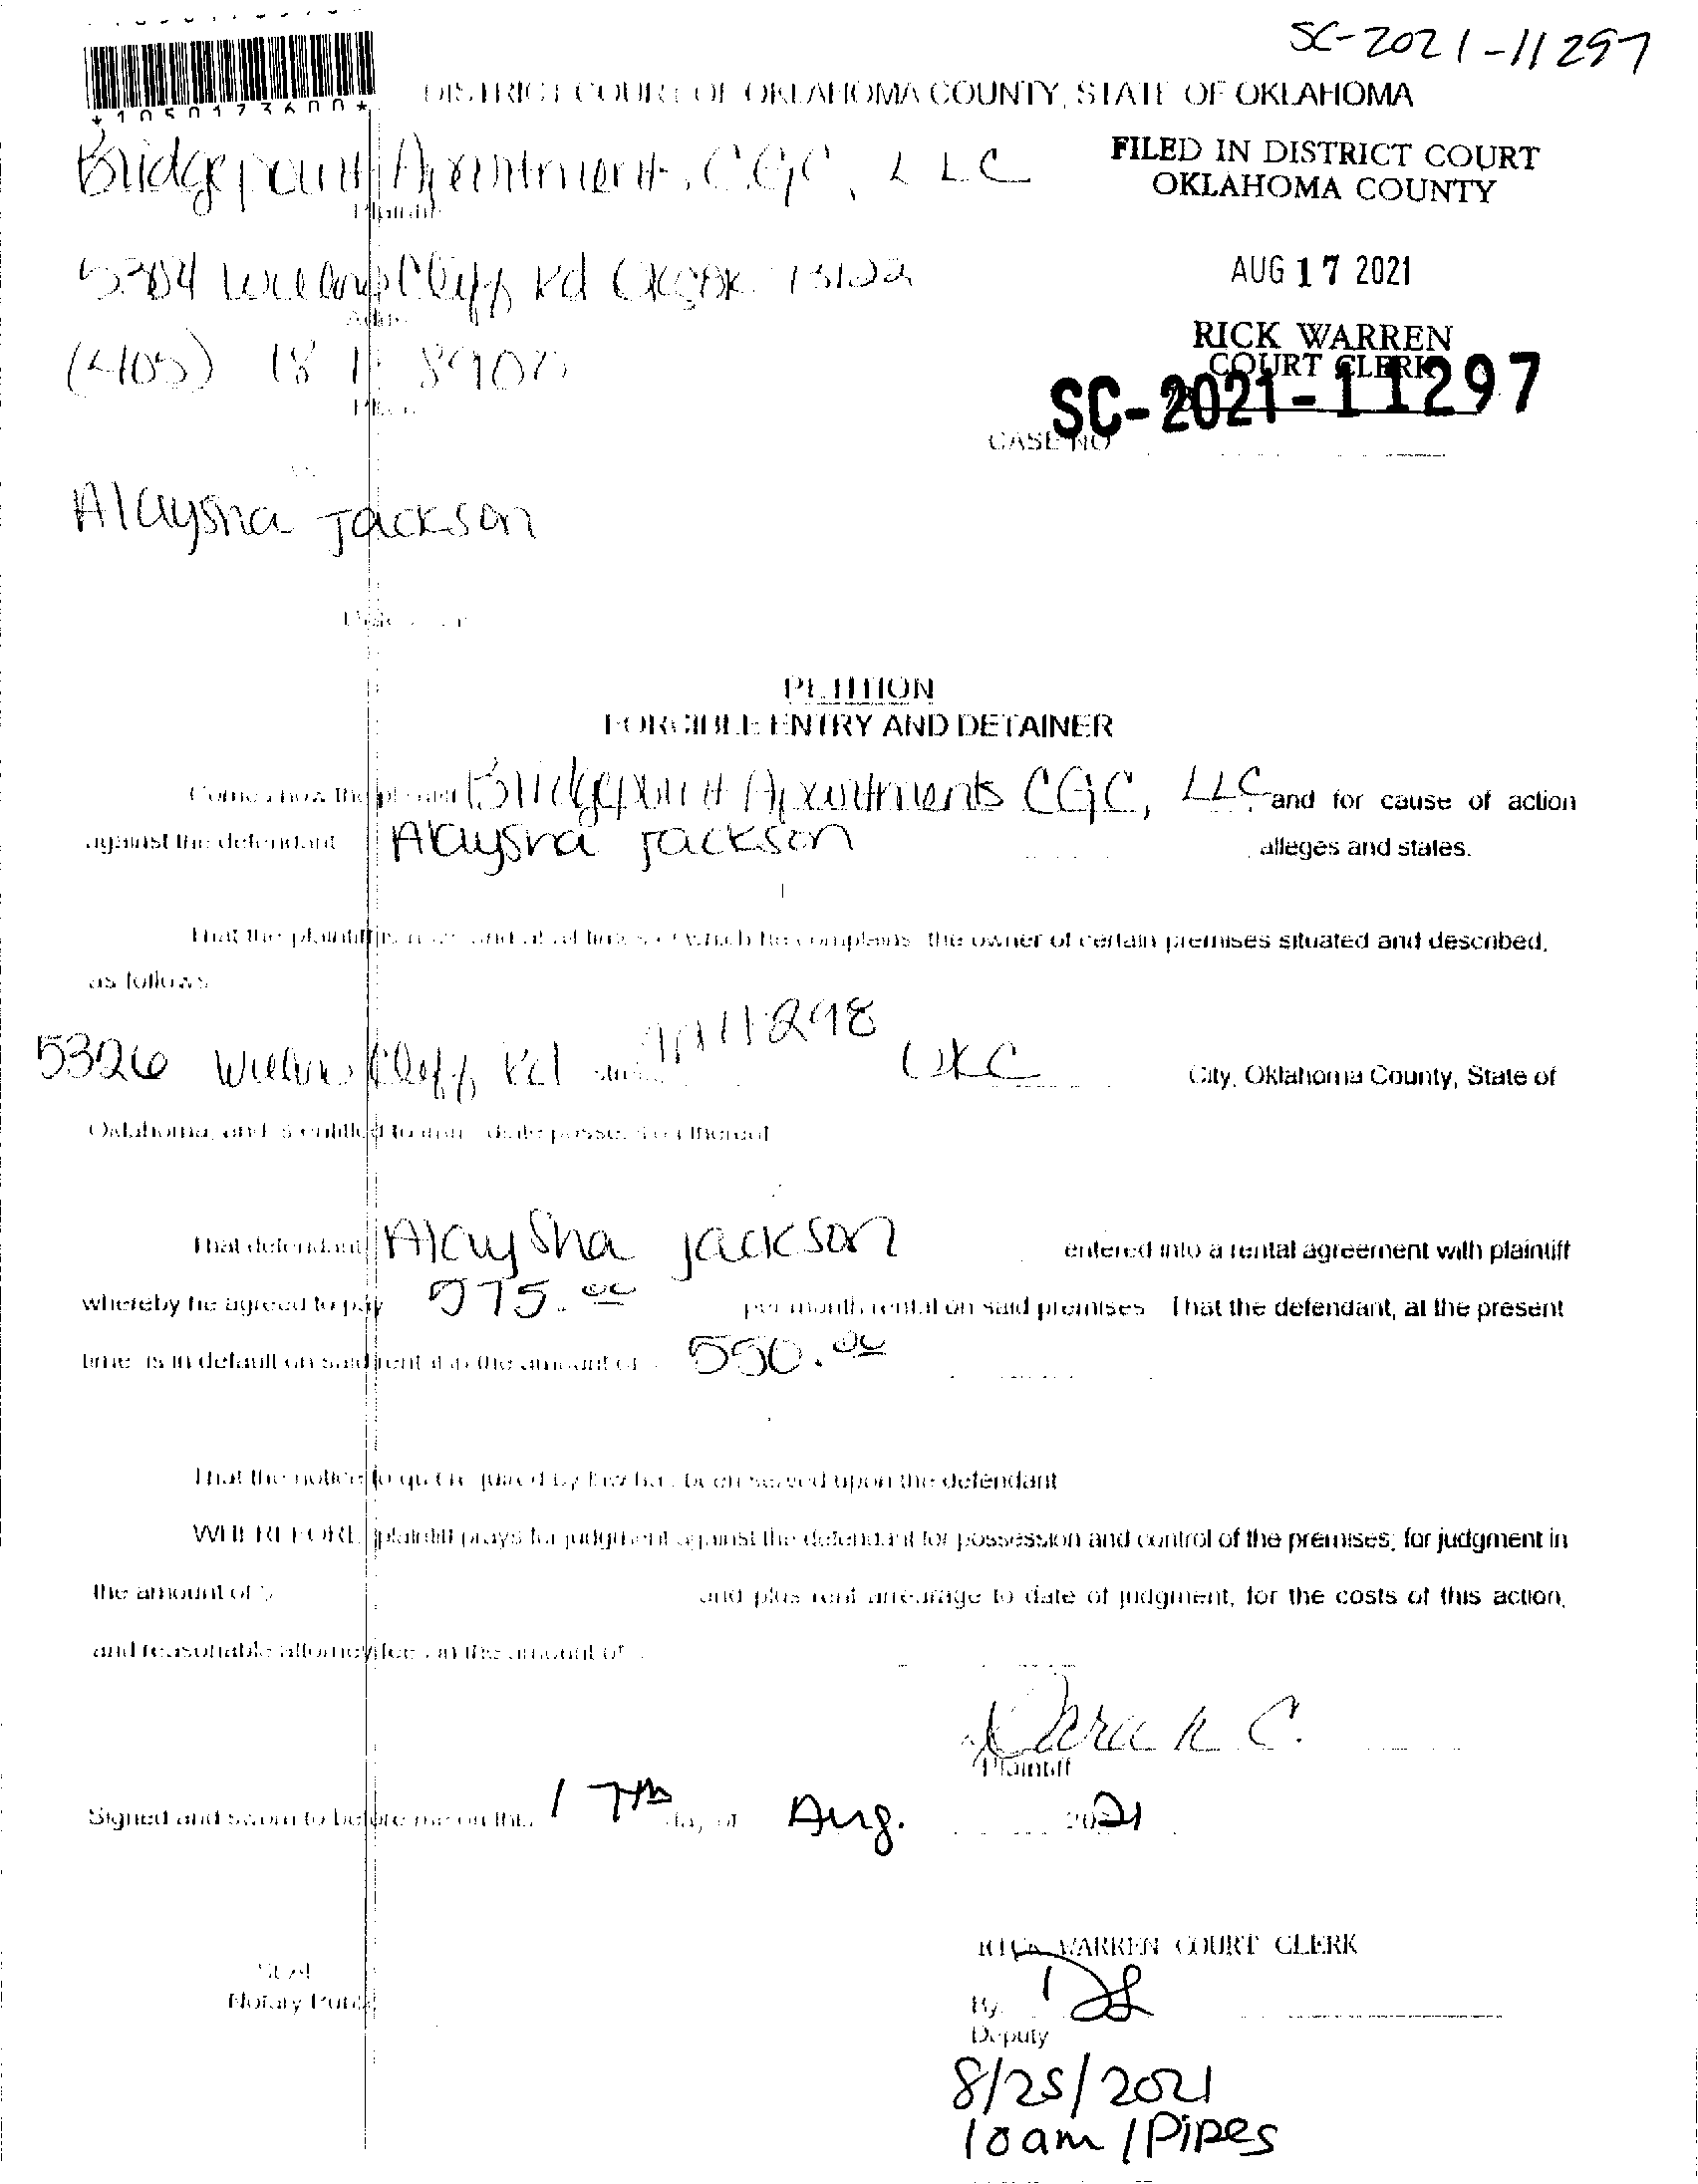 SC-2021-11297
*1050173600*
DISTRICT COURT OF OKLAHOMA COUNTY, STATE OF OKLAHOMA
Bridgepoint Apartments CGC, LLC
FILED IN DISTRICT COURT
OKLAHOMA COUNTY
Plaintiff
5304 Willow Cliff Rd OKC OK 73122
AUG 17 2021
Address
RICK WARREN
COURT CLERK
(405)
Phone
SC-2021-11297
CASE NO
vs
Alaysha Jackson
PETITION
FORCIBLE ENTRY AND DETAINER
Comes now the plaintiff Bridgepoint Apartments CGC, LLC, and for cause of action
against the defendant Alaysha Jackson alleges and states.
That the plaintiff is now and at all times of which he complains, the owner of certain premises situated and described,
as follows
5326 Willow Cliff Rd OKC City, Oklahoma County, State of
Oklahoma, and is entitled to immediate possession thereof
That defendant Alaysha Jackson entered into a rental agreement with plaintiff
whereby he agreed to pay 575.00 per month rental on said premises That the defendant, at the present
time is in default on said rental in the amount of 550.00
That the notice to quit required by law has been served upon the defendant
WHEREFORE, plaintiff prays for judgment against the defendant for possession and control of the premises; for judgment in
the amount of $ and plus rent arrearage to date of judgment, for the costs of this action,
and reasonable attorney fees in the amount of
Plaintiff
Signed and sworn to before me on this 17th day of Aug. 2021
RICK WARREN COURT CLERK
Seal
Notary Public
By
Deputy
8/25/2021
10am / Pipes